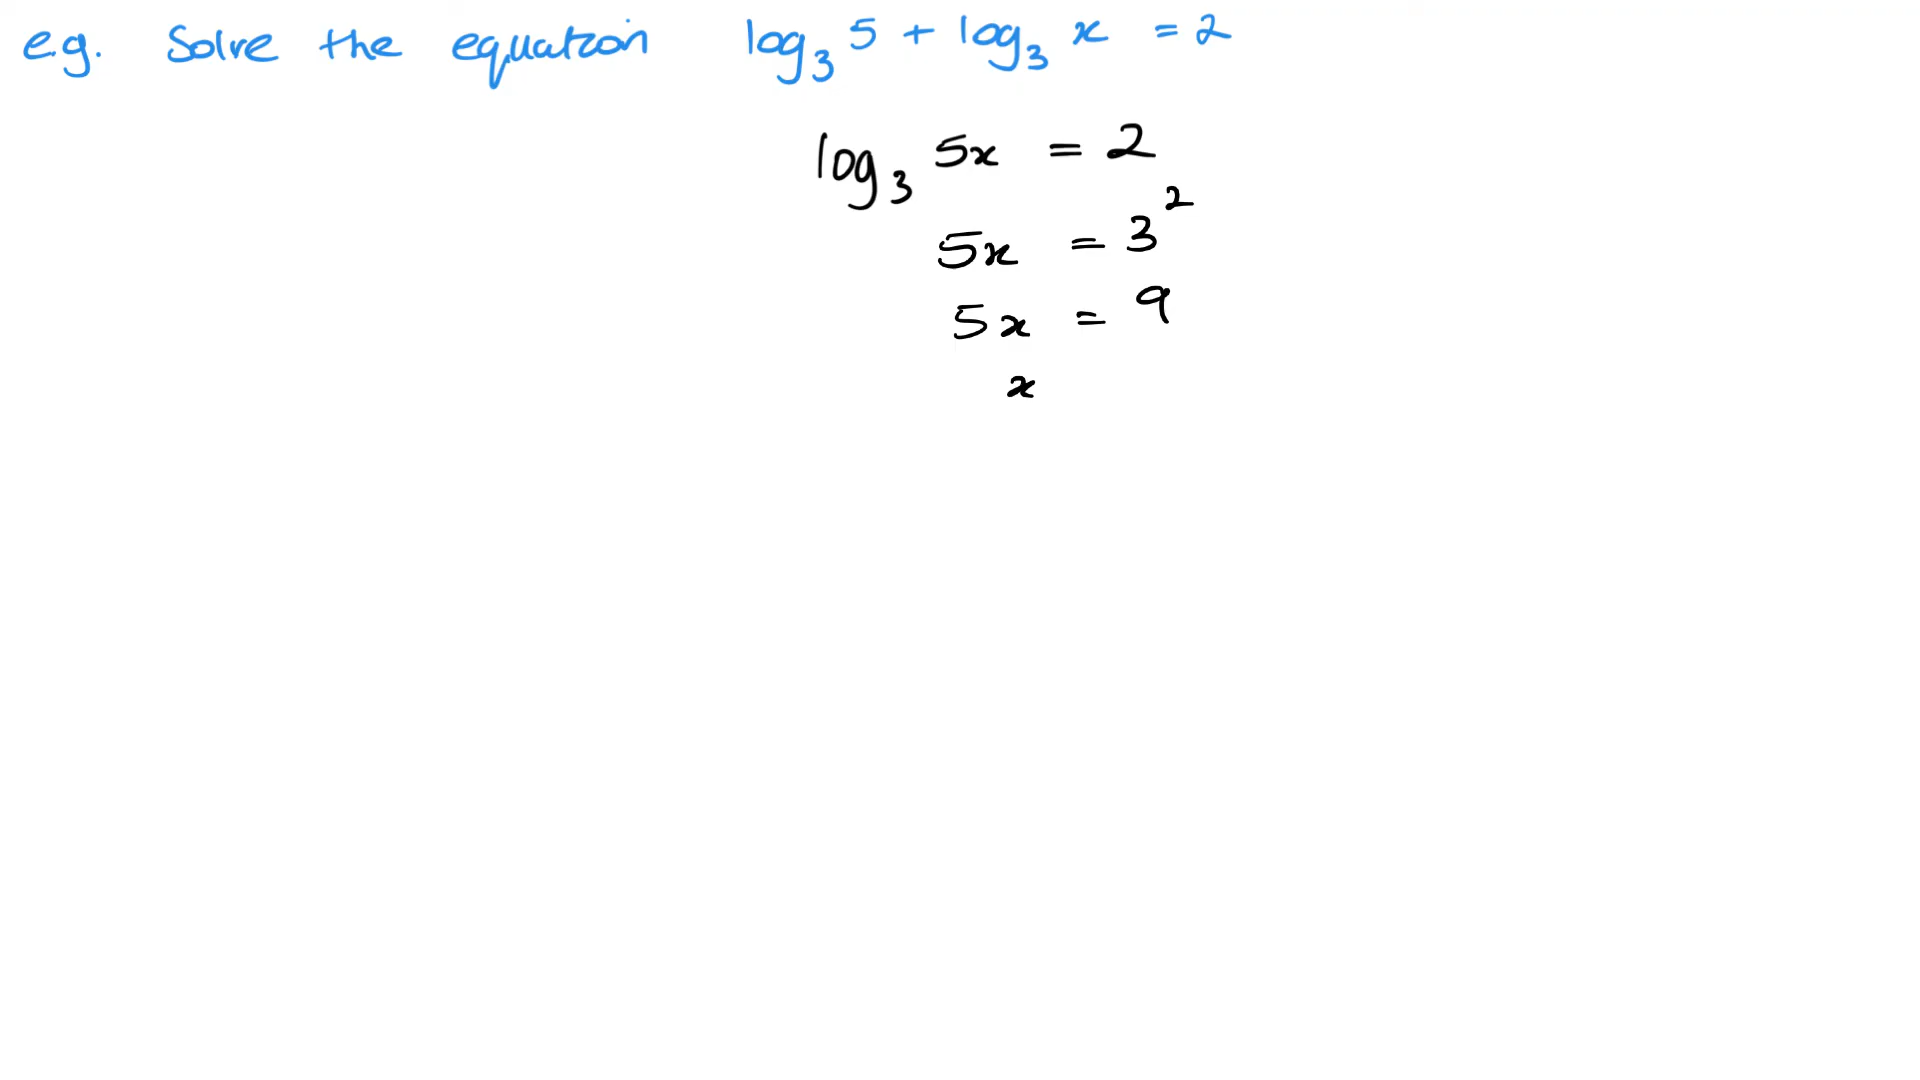 e.g. Solve the equation log₃ 5 + log₃ x = 2
log₃ 5x = 2
5x = 3²
5x = 9
x